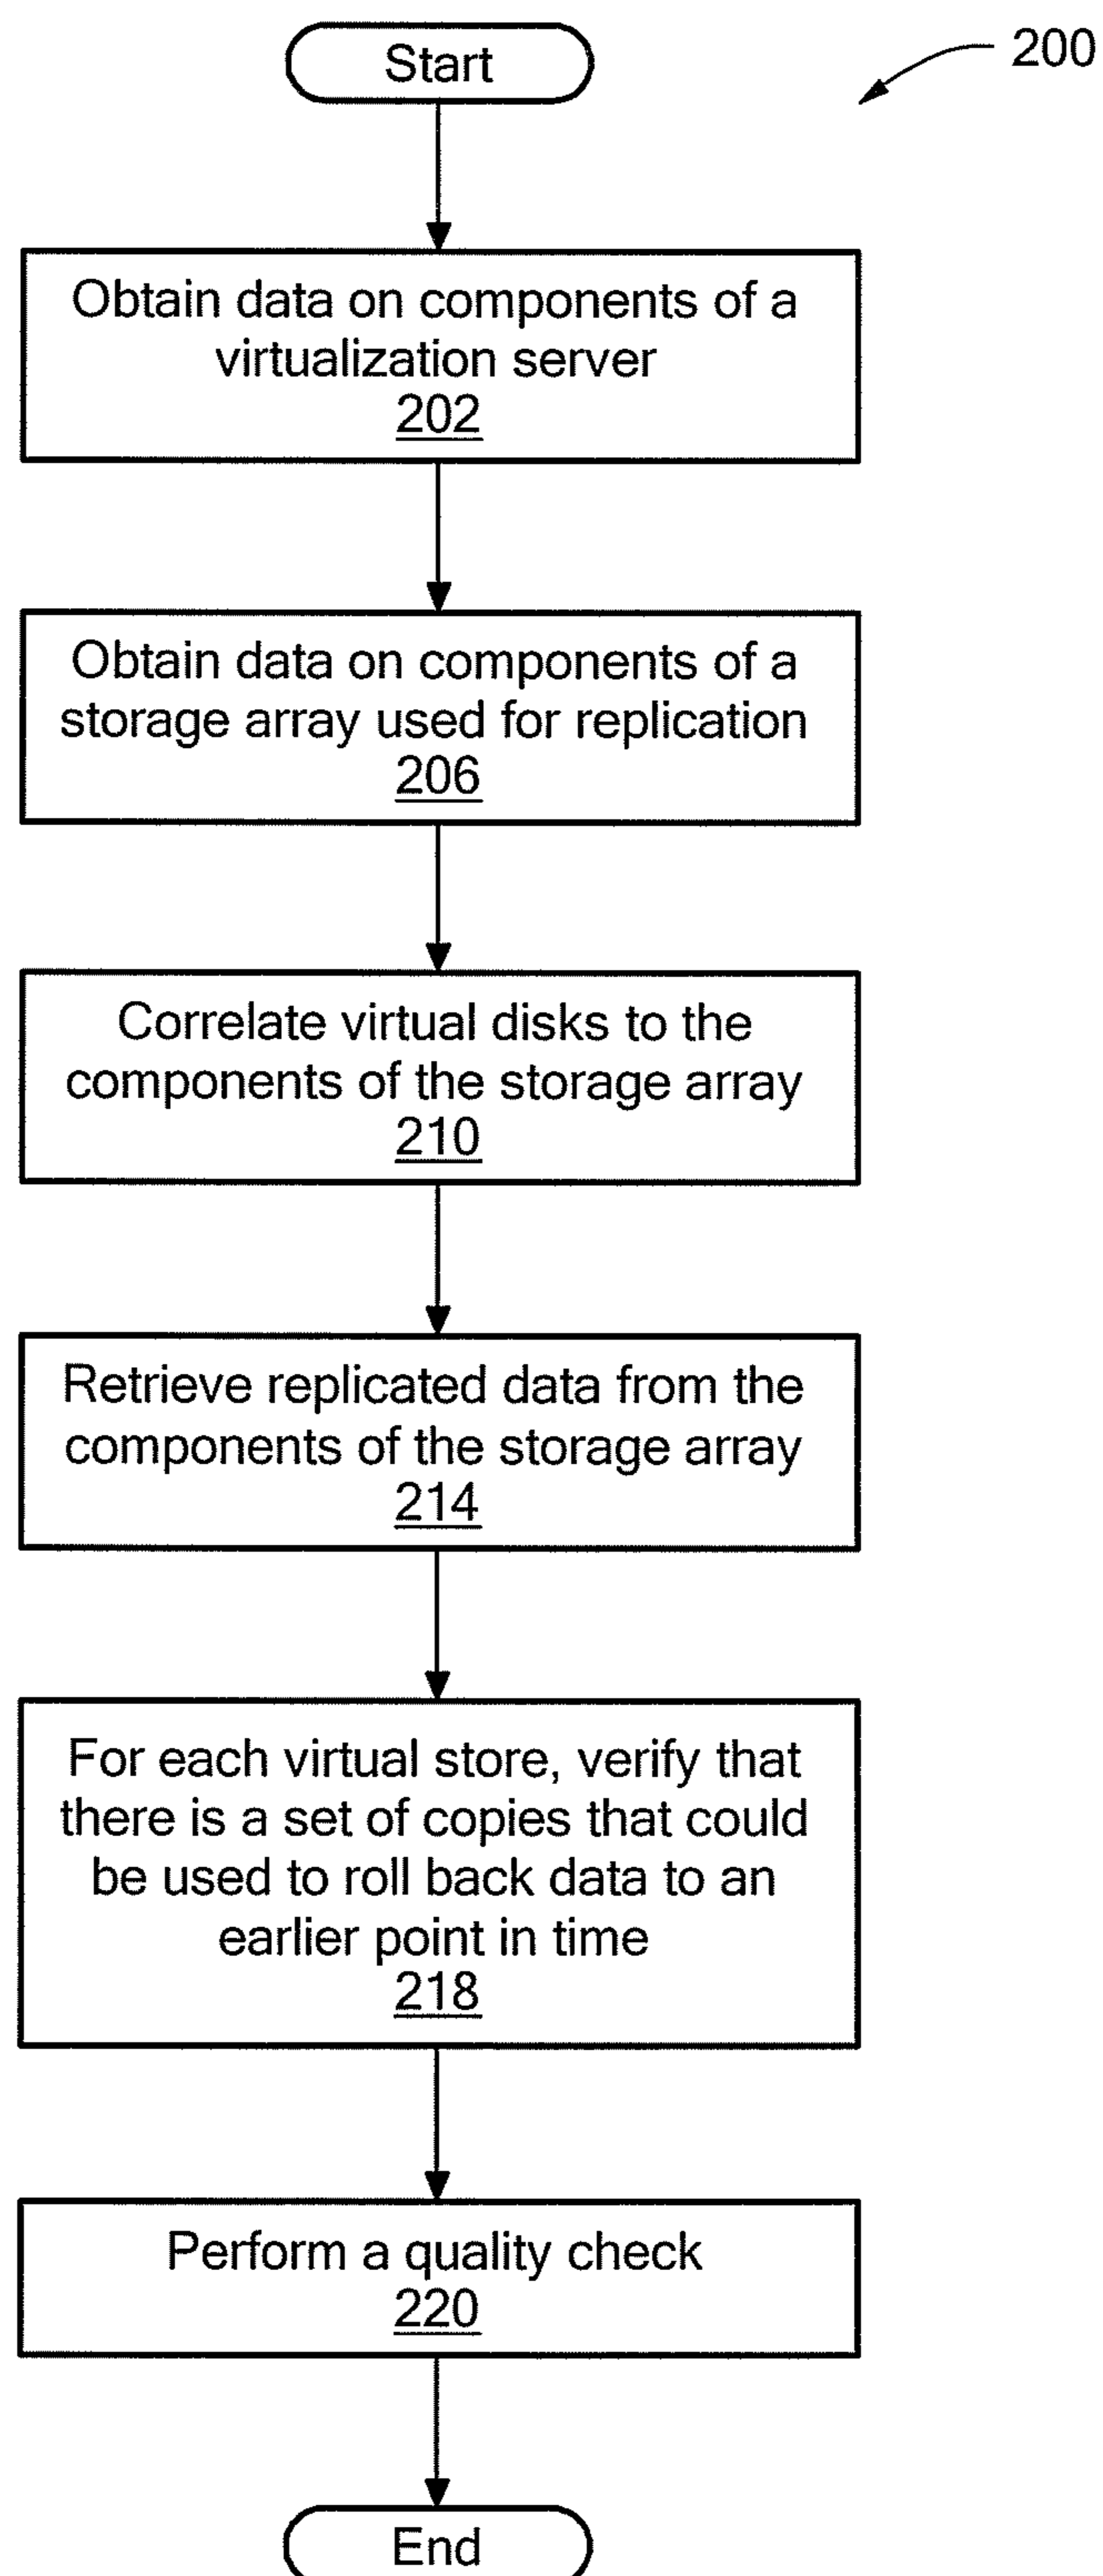 Start
200
Obtain data on components of a
virtualization server
202
Obtain data on components of a
storage array used for replication
206
Correlate virtual disks to the
components of the storage array
210
Retrieve replicated data from the
components of the storage array
214
For each virtual store, verify that
there is a set of copies that could
be used to roll back data to an
earlier point in time
218
Perform a quality check
220
End